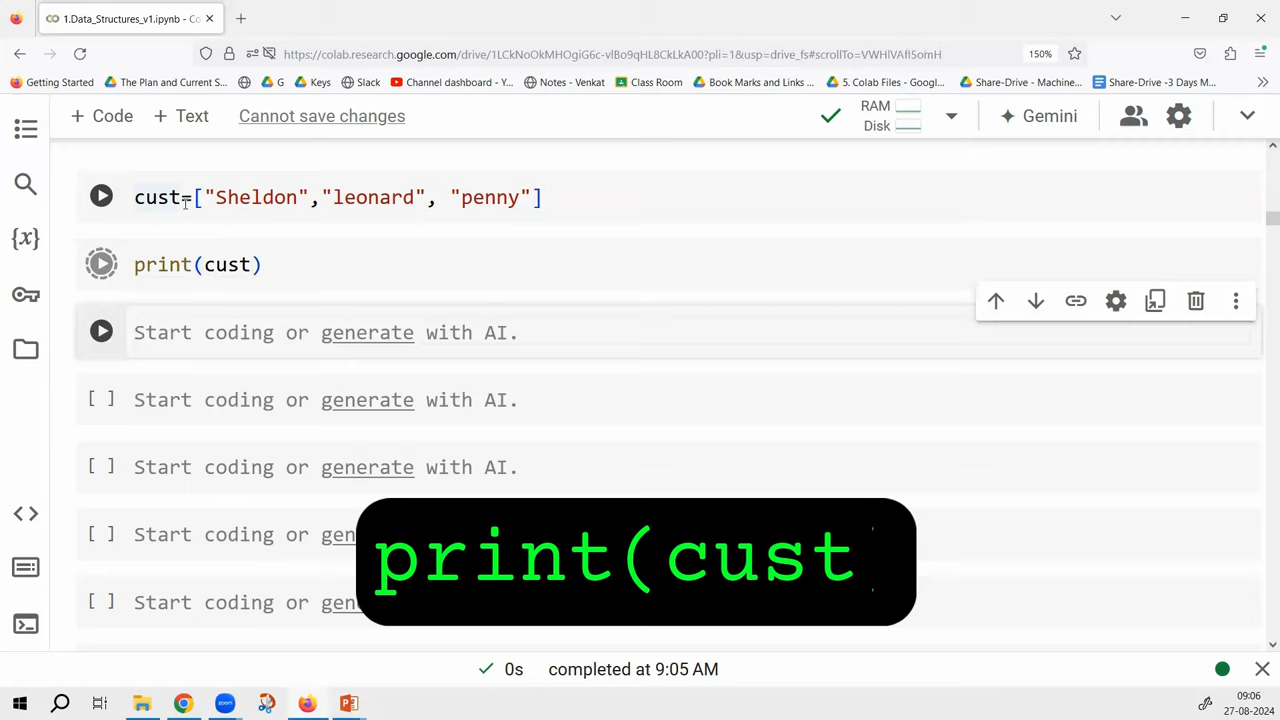 1.Data_Structures_v1.ipynb - Co
https://colab.research.google.com/drive/1LCkNoOkMHOgiG6c-vlBo9qHL8CkLkA00?pli=1&usp=drive_fs#scrollTo=VWHlVAfI5omH
150%
Getting Started
The Plan and Current S...
G
Keys
Slack
Channel dashboard - Y...
Notes - Venkat
Class Room
Book Marks and Links ...
5. Colab Files - Googl...
Share-Drive - Machine...
Share-Drive -3 Days M...
+ Code + Text Cannot save changes
RAM
Disk
Gemini
cust=["Sheldon","leonard", "penny"]
print(cust)
Start coding or generate with AI.
[ ] Start coding or generate with AI.
[ ] Start coding or generate with AI.
[ ] Start coding or gen
[ ] Start coding or gen
print(cust
{x}
0s completed at 9:05 AM
zoom
09:06
27-08-2024